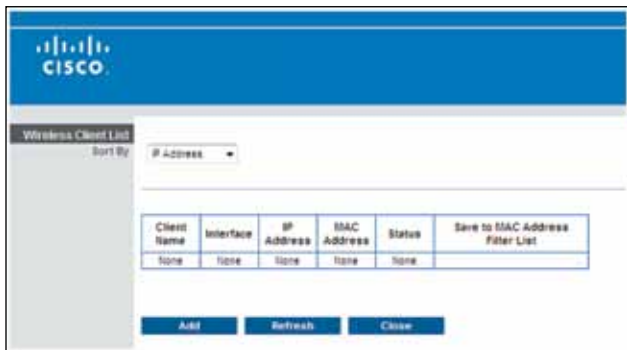 CISCO
Wireless Client List
Sort By
IP Address
Client Name
Interface
IP Address
MAC Address
Status
Save to MAC Address Filter List
None
None
None
None
None
Add
Refresh
Close